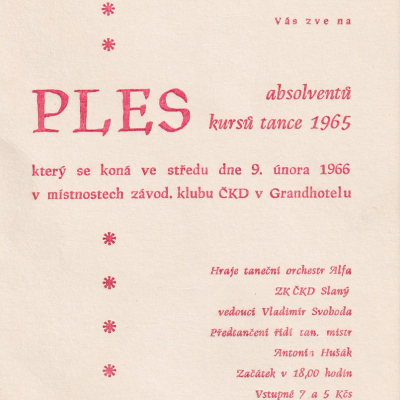 Vás zve na
PLES absolventů
kursů tance 1965
který se koná ve středu dne 9. února 1966
v místnostech závod. klubu ČKD v Grandhotelu
Hraje taneční orchestr Alfa
ZK ČKD Slaný
vedoucí Vladimír Svoboda
Předtančení řídí tan. mistr
Antonín Hušák
Začátek v 18,00 hodin
Vstupné 7 a 5 Kčs